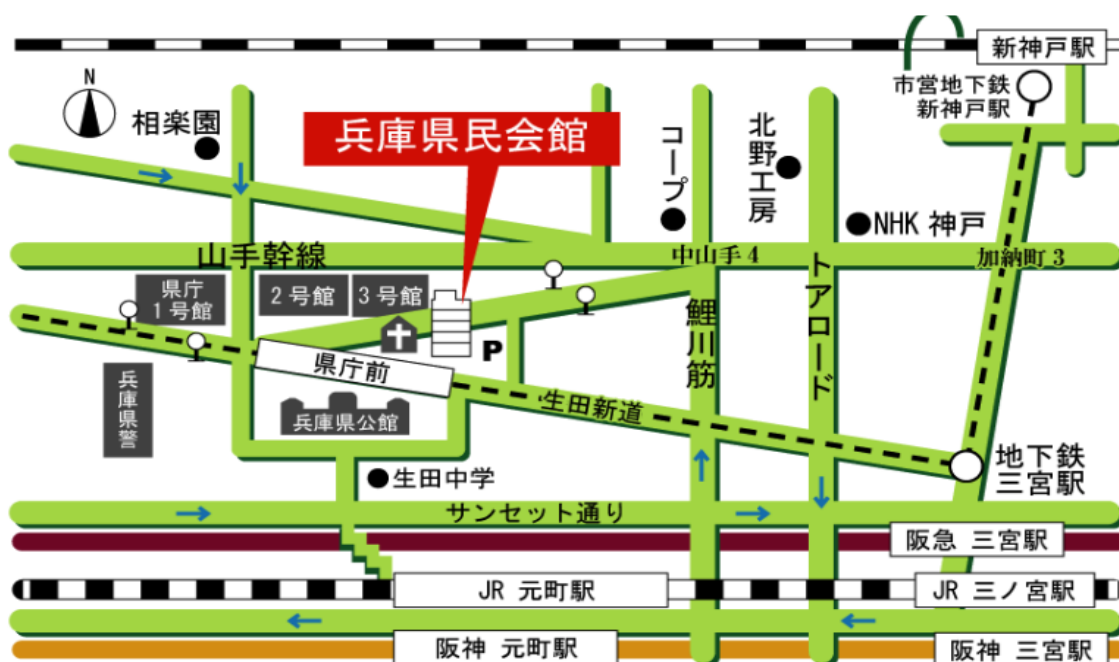 新神戸駅
N
市営地下鉄
新神戸駅
相楽園
兵庫県民会館
コープ
北野工房
NHK 神戸
山手幹線
中山手 4
加納町 3
県庁
1 号館
2 号館
3 号館
トアロード
鯉川筋
P
県庁前
兵庫県警
生田新道
兵庫県公館
地下鉄
三宮駅
生田中学
サンセット通り
阪急 三宮駅
JR 元町駅
JR 三ノ宮駅
阪神 元町駅
阪神 三宮駅